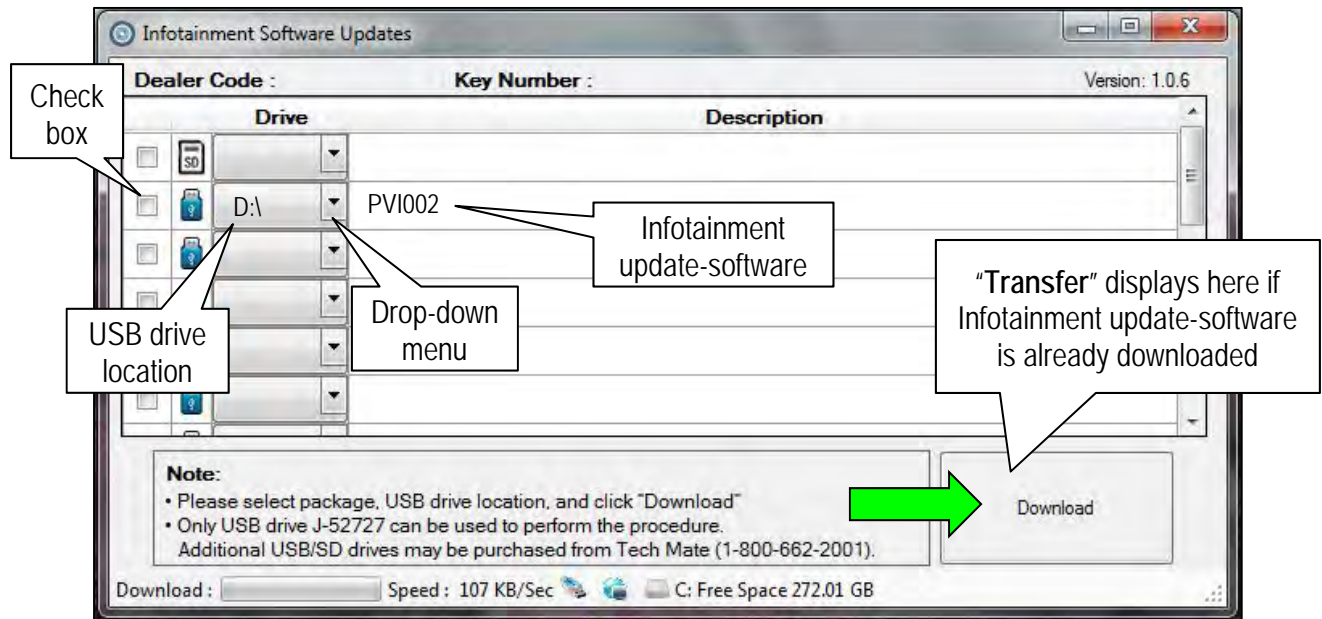 Infotainment Software Updates
Dealer Code :
Key Number :
Version: 1.0.6
Check
box
Drive
Description
SD
D:\
PVI002
Infotainment
update-software
"Transfer" displays here if
Infotainment update-software
is already downloaded
USB drive
location
Drop-down
menu
Note:
• Please select package, USB drive location, and click "Download"
• Only USB drive J-52727 can be used to perform the procedure.
Additional USB/SD drives may be purchased from Tech Mate (1-800-662-2001).
Download
Download :
Speed : 107 KB/Sec
C: Free Space 272.01 GB